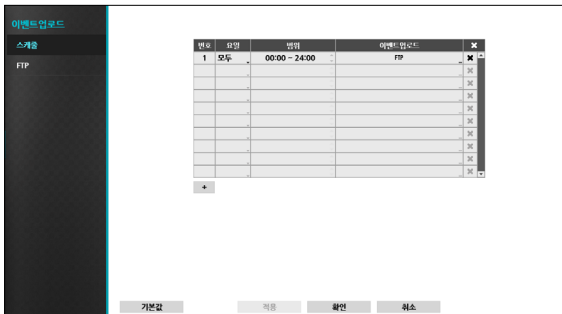 이벤트업로드
스케줄
FTP
번호 요일 범위 이벤트업로드 ✖
1 모두 00:00 ~ 24:00 FTP ✖
+
기본값 적용 확인 취소